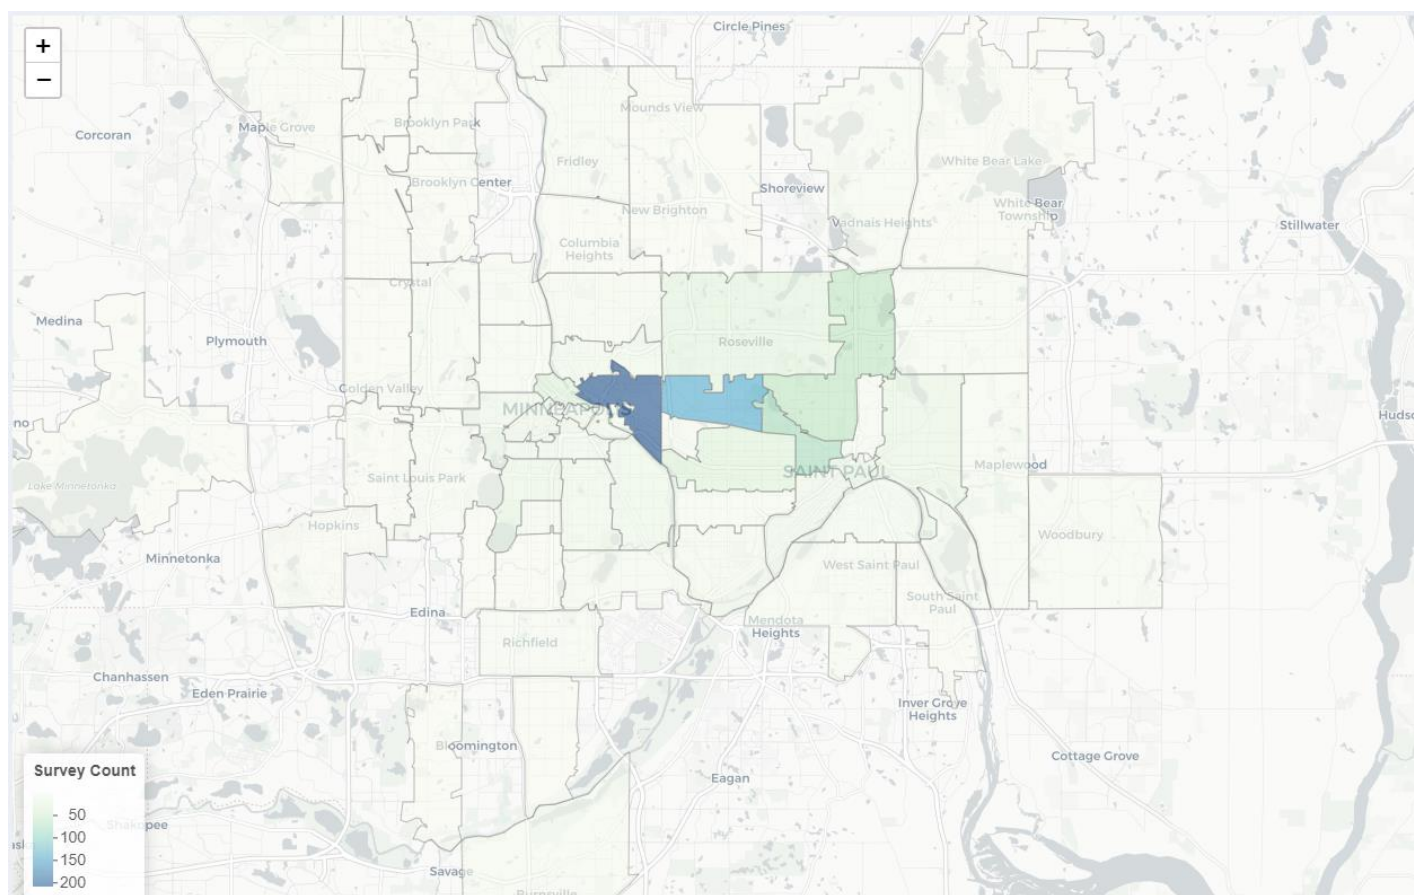 Circle Pines
+
−
Mounds View
Corcoran
Maple Grove
Brooklyn Park
Fridley
White Bear Lake
Brooklyn Center
Shoreview
New Brighton
White Bear
Township
Vadnais Heights
Stillwater
Columbia
Heights
Crystal
Medina
Plymouth
Roseville
Golden Valley
MINNEAPOLIS
Hudso
no
Maplewood
SAINT PAUL
Saint Louis Park
Lake Minnetonka
Hopkins
Woodbury
Minnetonka
West Saint Paul
South Saint
Paul
Edina
Mendota
Heights
Richfield
Chanhassen
Eden Prairie
Inver Grove
Heights
Bloomington
Cottage Grove
Survey Count
Eagan
50
Shakopee
100
150
Savage
200
Burnsville